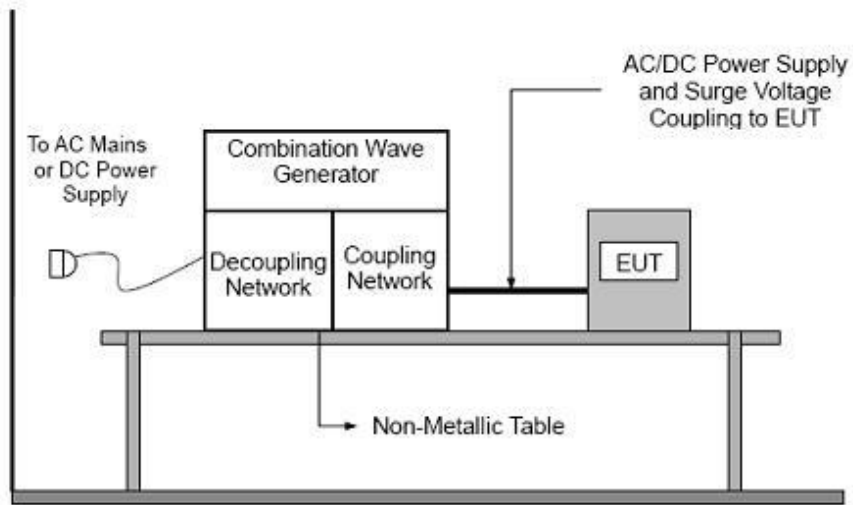 To AC Mains
or DC Power
Supply
Combination Wave
Generator
Decoupling
Network
Coupling
Network
AC/DC Power Supply
and Surge Voltage
Coupling to EUT
EUT
Non-Metallic Table